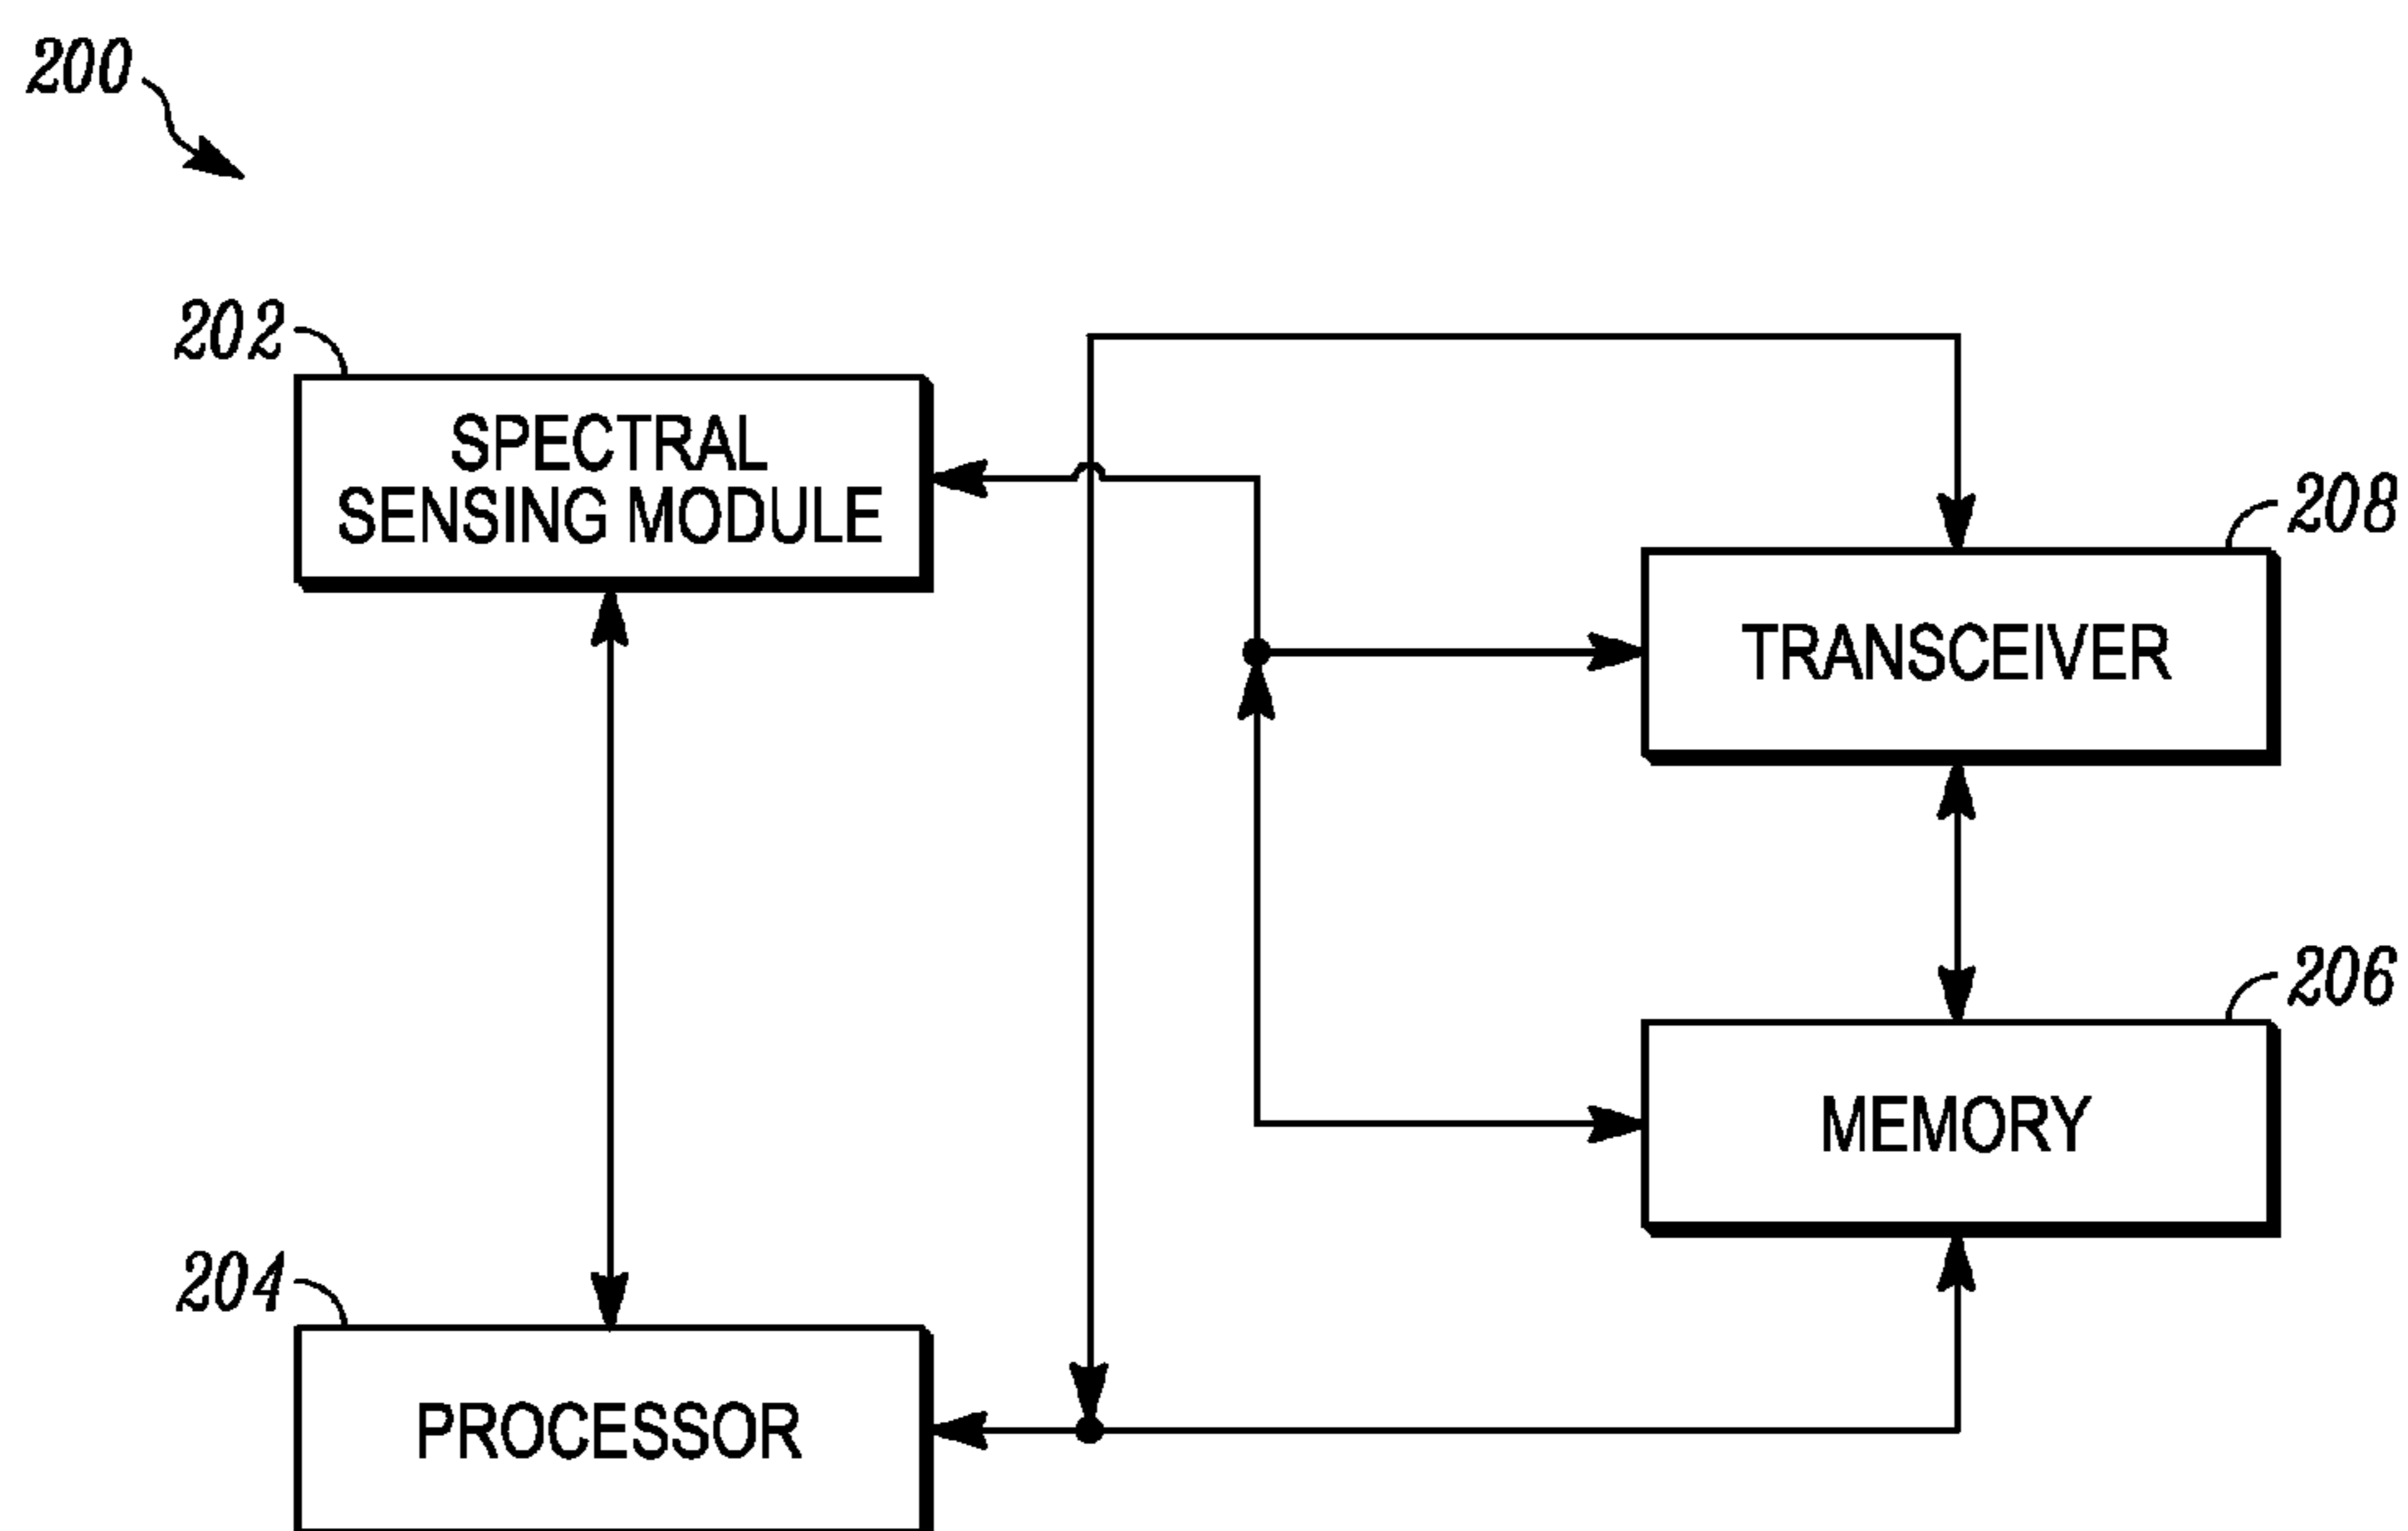 200
202
SPECTRAL
SENSING MODULE
208
TRANSCEIVER
206
MEMORY
204
PROCESSOR